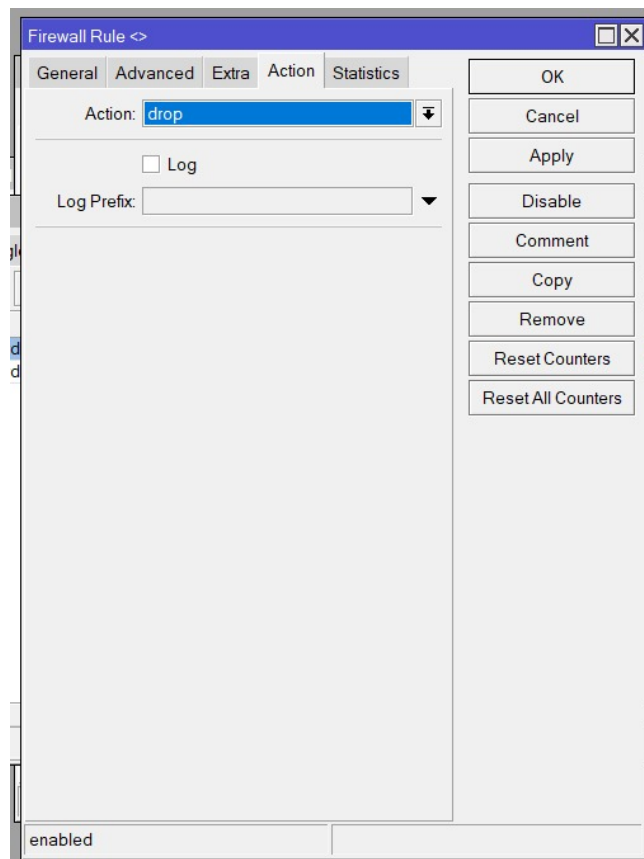 Firewall Rule <>
General Advanced Extra Action Statistics
Action: drop
Log
Log Prefix:
OK
Cancel
Apply
Disable
Comment
Copy
Remove
Reset Counters
Reset All Counters
enabled